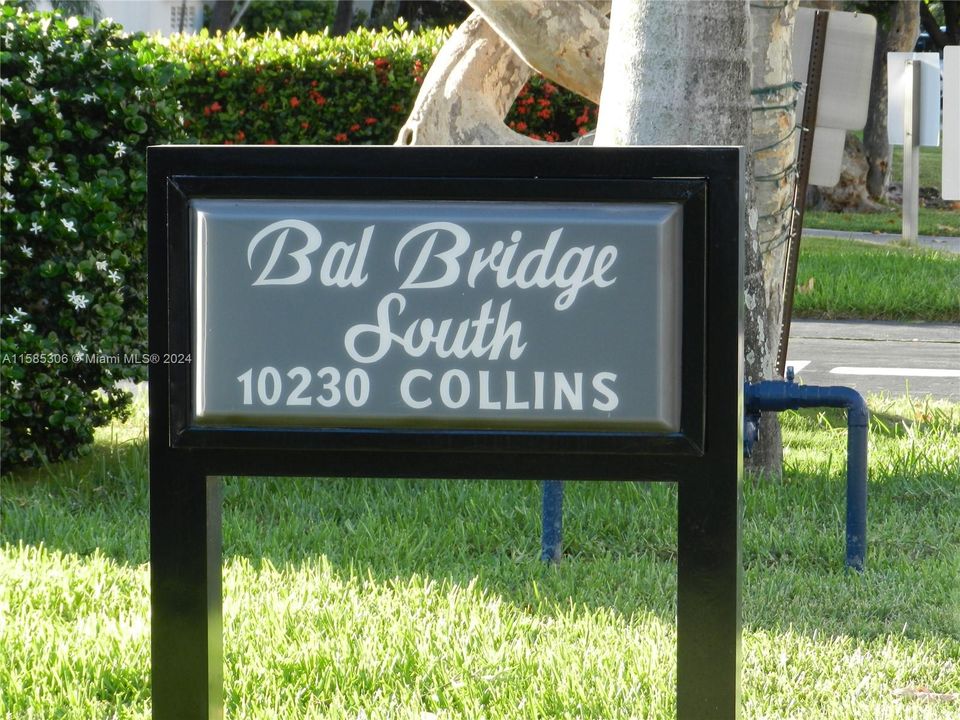 Bal Bridge
South
10230 COLLINS
A11585306 Miami MLS® 2024